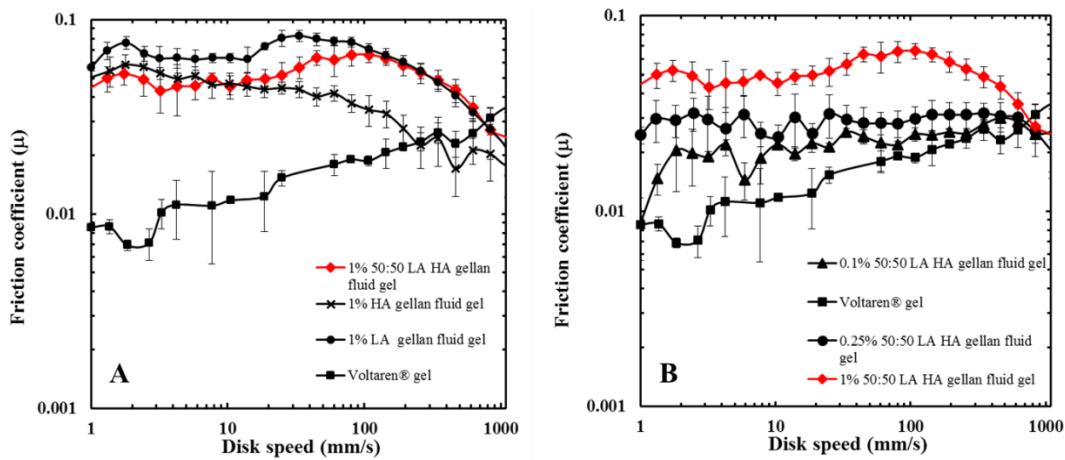 0.1
0.01
0.001
Friction coefficient (μ)
1% 50:50 LA HA gellan
fluid gel
1% HA gellan fluid gel
1% LA gellan fluid gel
Voltaren® gel
A
1
10
100
1000
Disk speed (mm/s)
0.1
0.01
0.001
Friction coefficient (μ)
0.1% 50:50 LA HA gellan fluid gel
Voltaren® gel
0.25% 50:50 LA HA gellan fluid
gel
1% 50:50 LA HA gellan fluid gel
B
1
10
100
1000
Disk speed (mm/s)